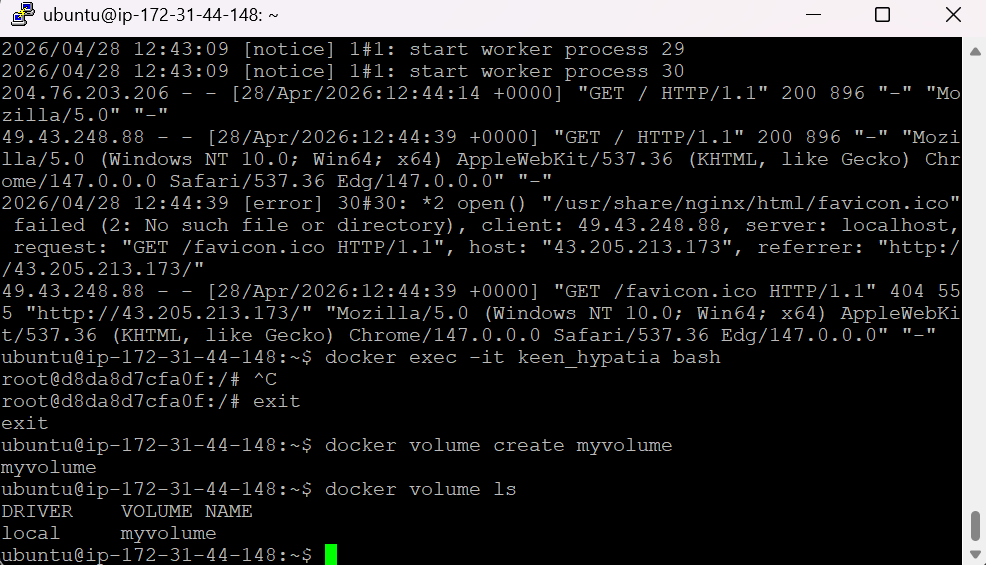 ubuntu@ip-172-31-44-148: ~
2026/04/28 12:43:09 [notice] 1#1: start worker process 29
2026/04/28 12:43:09 [notice] 1#1: start worker process 30
204.76.203.206 - - [28/Apr/2026:12:44:14 +0000] "GET / HTTP/1.1" 200 896 "-" "Mo
zilla/5.0" "-"
49.43.248.88 - - [28/Apr/2026:12:44:39 +0000] "GET / HTTP/1.1" 200 896 "-" "Mozi
lla/5.0 (Windows NT 10.0; Win64; x64) AppleWebKit/537.36 (KHTML, like Gecko) Chr
ome/147.0.0.0 Safari/537.36 Edg/147.0.0.0" "-"
2026/04/28 12:44:39 [error] 30#30: *2 open() "/usr/share/nginx/html/favicon.ico"
 failed (2: No such file or directory), client: 49.43.248.88, server: localhost,
 request: "GET /favicon.ico HTTP/1.1", host: "43.205.213.173", referrer: "http:/
/43.205.213.173/"
49.43.248.88 - - [28/Apr/2026:12:44:39 +0000] "GET /favicon.ico HTTP/1.1" 404 55
5 "http://43.205.213.173/" "Mozilla/5.0 (Windows NT 10.0; Win64; x64) AppleWebKi
t/537.36 (KHTML, like Gecko) Chrome/147.0.0.0 Safari/537.36 Edg/147.0.0.0" "-"
ubuntu@ip-172-31-44-148:~$ docker exec -it keen_hypatia bash
root@d8da8d7cfa0f:/# ^C
root@d8da8d7cfa0f:/# exit
exit
ubuntu@ip-172-31-44-148:~$ docker volume create myvolume
myvolume
ubuntu@ip-172-31-44-148:~$ docker volume ls
DRIVER    VOLUME NAME
local     myvolume
ubuntu@ip-172-31-44-148:~$